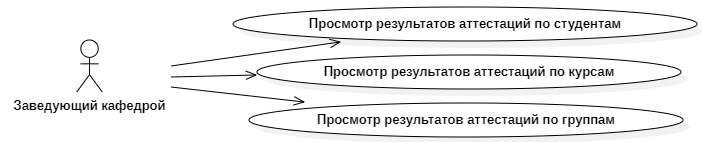 Просмотр результатов аттестаций по студентам
Просмотр результатов аттестаций по курсам
Заведующий кафедрой
Просмотр результатов аттестаций по группам